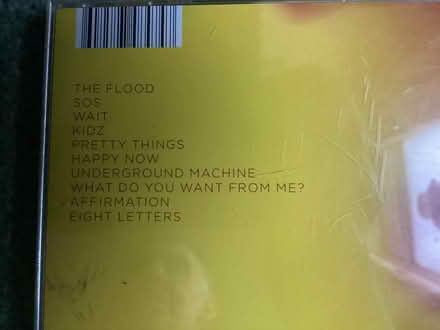 THE FLOOD
SOS
WAIT
KIDZ
PRETTY THINGS
HAPPY NOW
UNDERGROUND MACHINE
WHAT DO YOU WANT FROM ME?
AFFIRMATION
EIGHT LETTERS